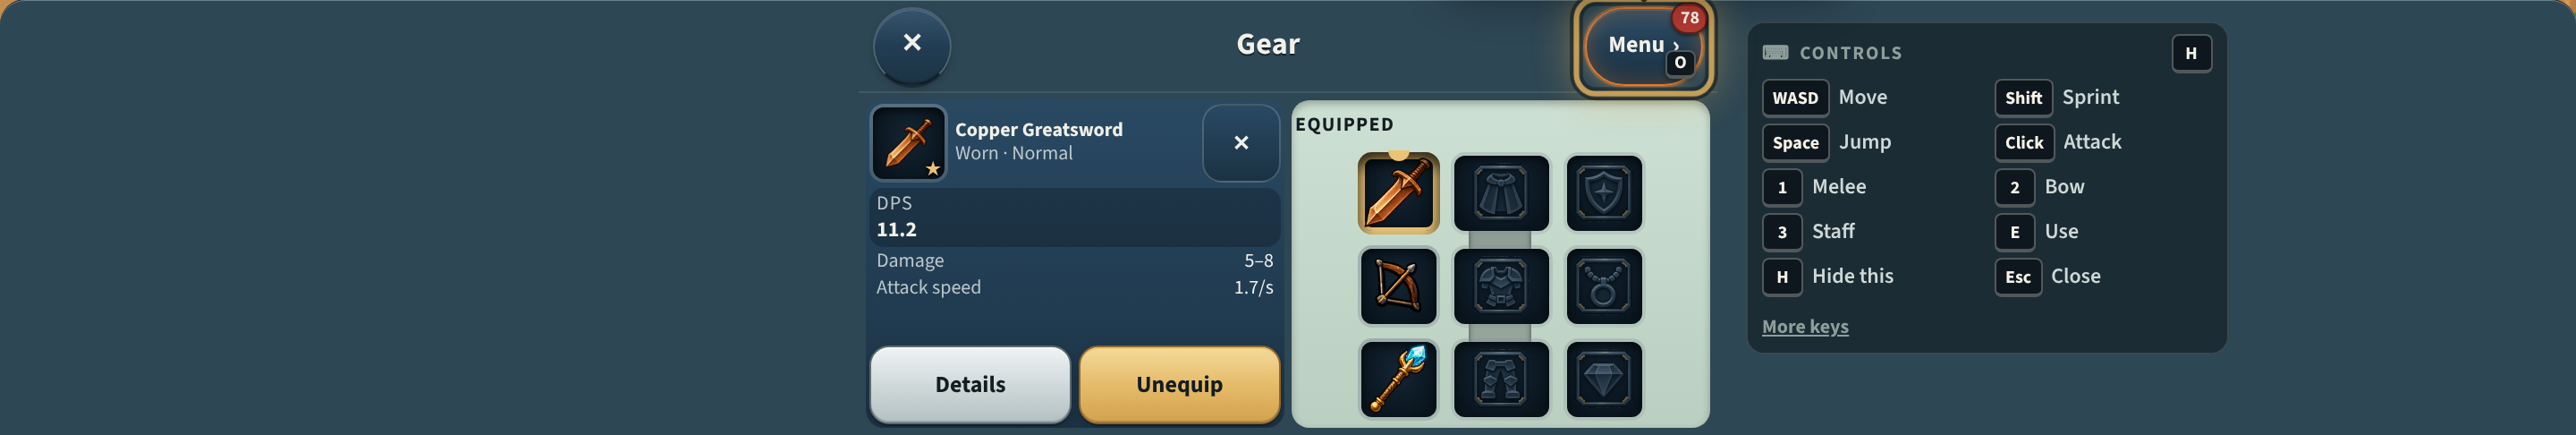 ×
Gear
Menu ›
78
O
Copper Greatsword
Worn · Normal
×
DPS
11.2
Damage 5–8
Attack speed 1.7/s
Details
Unequip
EQUIPPED
CONTROLS H
WASD Move
Shift Sprint
Space Jump
Click Attack
1 Melee
2 Bow
3 Staff
E Use
H Hide this
Esc Close
More keys